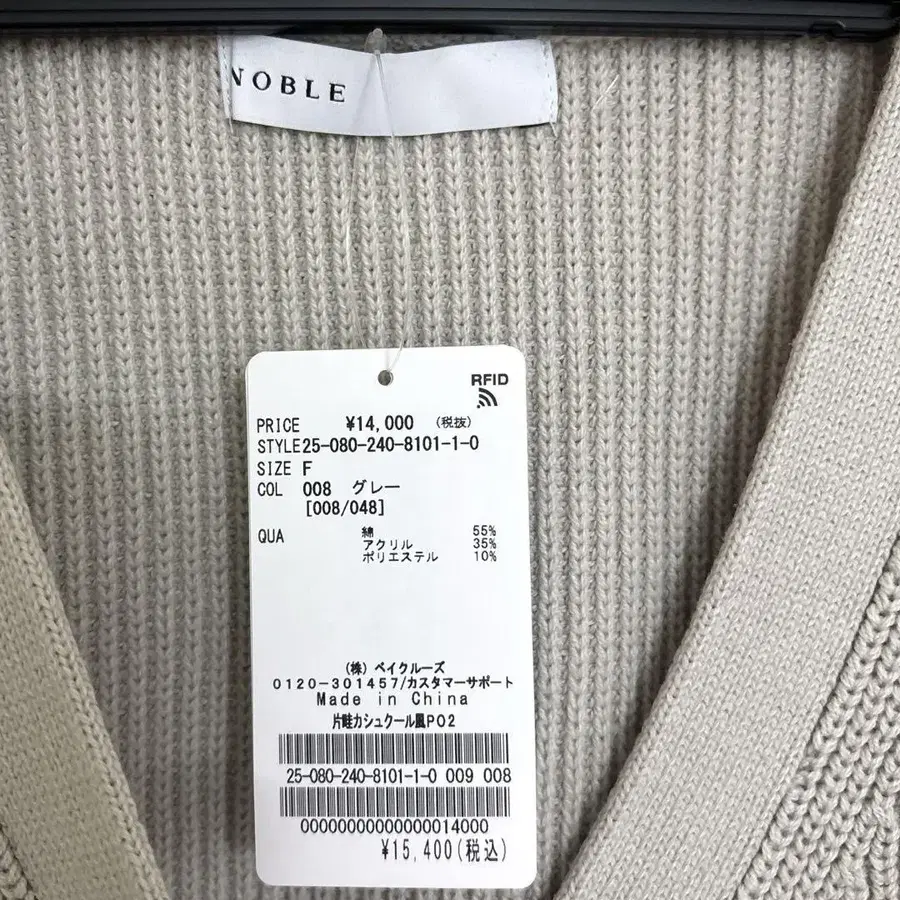 NOBLE
RFID
PRICE ¥14,000 (税抜)
STYLE 25-080-240-8101-1-0
SIZE F
COL 008 グレー
[008/048]
QUA 綿 55%
アクリル 35%
ポリエステル 10%
(株) ベイクルーズ
0120-301457/カスタマーサポート
Made in China
片畦カシュクール風PO2
25-080-240-8101-1-0 009 008
00000000000000014000
¥15,400(税込)